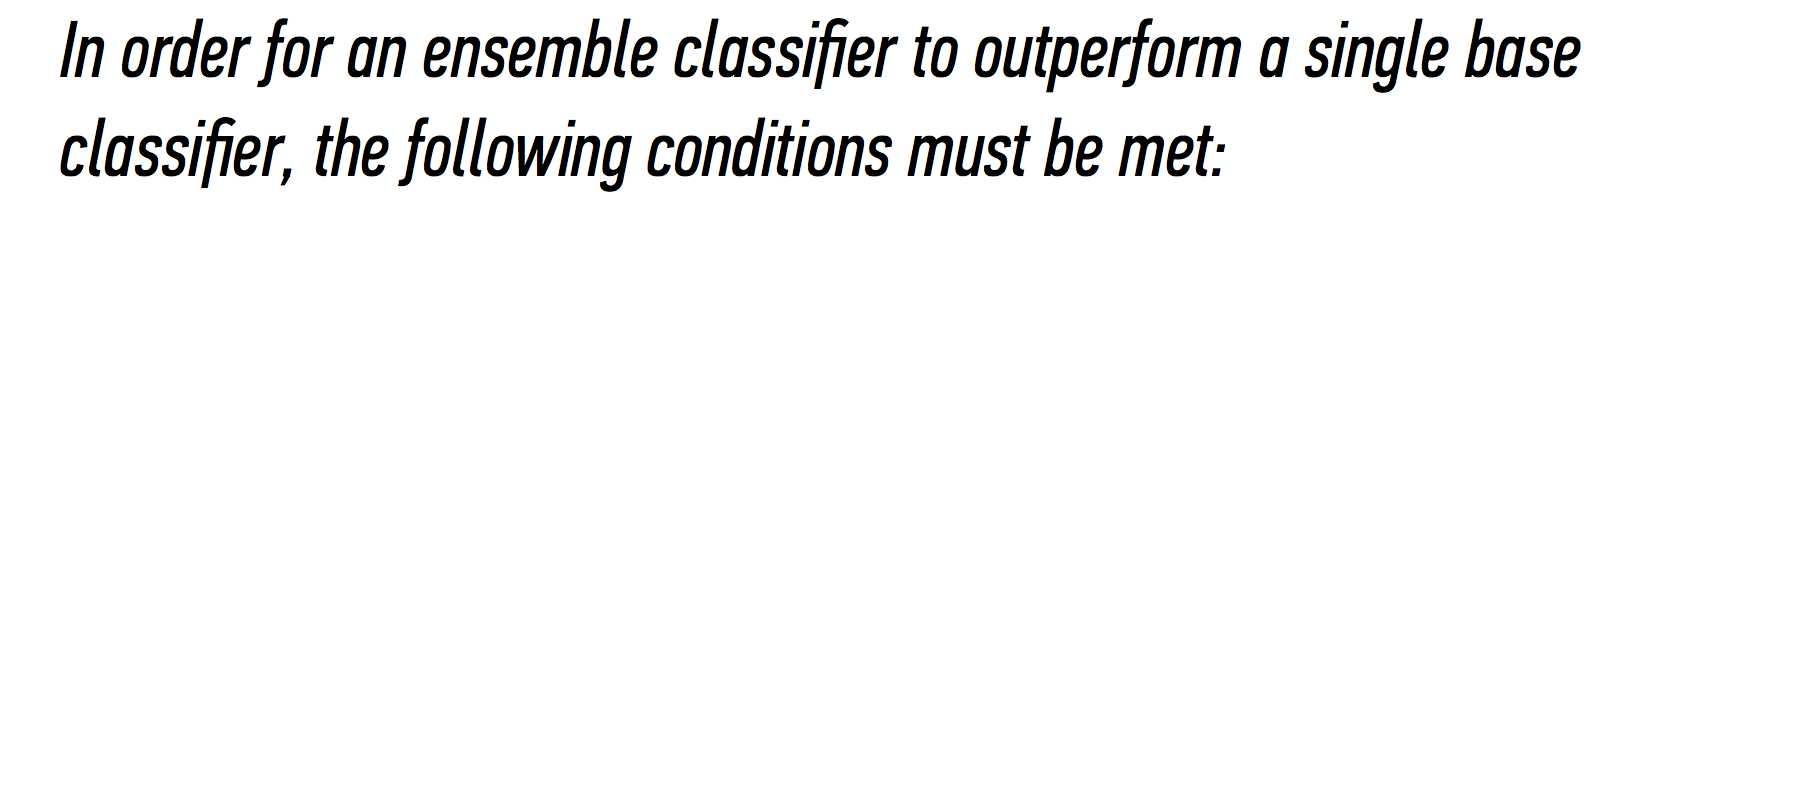 In order for an ensemble classifier to outperform a single base
classifier, the following conditions must be met: